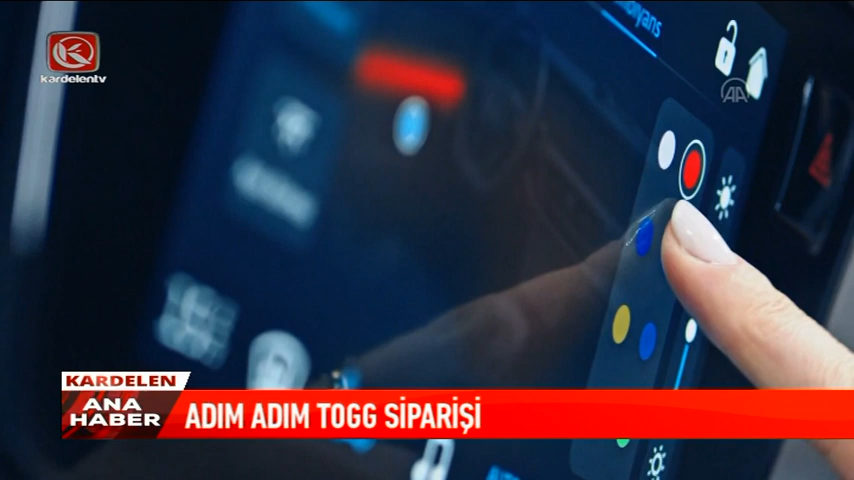 kardelentv
AA
KARDELEN
ANA
HABER
ADIM ADIM TOGG SİPARİŞİ